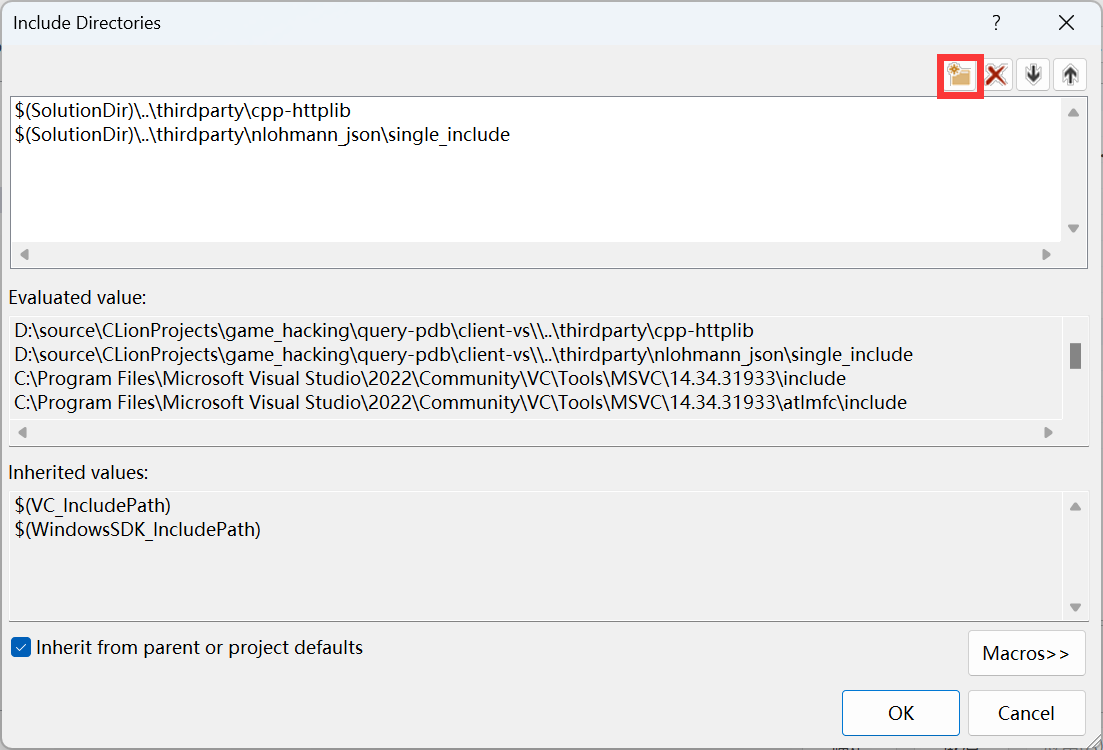 Include Directories
?
$(SolutionDir)\..\thirdparty\cpp-httplib
$(SolutionDir)\..\thirdparty\nlohmann_json\single_include
Evaluated value:
D:\source\CLionProjects\game_hacking\query-pdb\client-vs\\..\thirdparty\cpp-httplib
D:\source\CLionProjects\game_hacking\query-pdb\client-vs\\..\thirdparty\nlohmann_json\single_include
C:\Program Files\Microsoft Visual Studio\2022\Community\VC\Tools\MSVC\14.34.31933\include
C:\Program Files\Microsoft Visual Studio\2022\Community\VC\Tools\MSVC\14.34.31933\atlmfc\include
Inherited values:
$(VC_IncludePath)
$(WindowsSDK_IncludePath)
Inherit from parent or project defaults
Macros>>
OK
Cancel